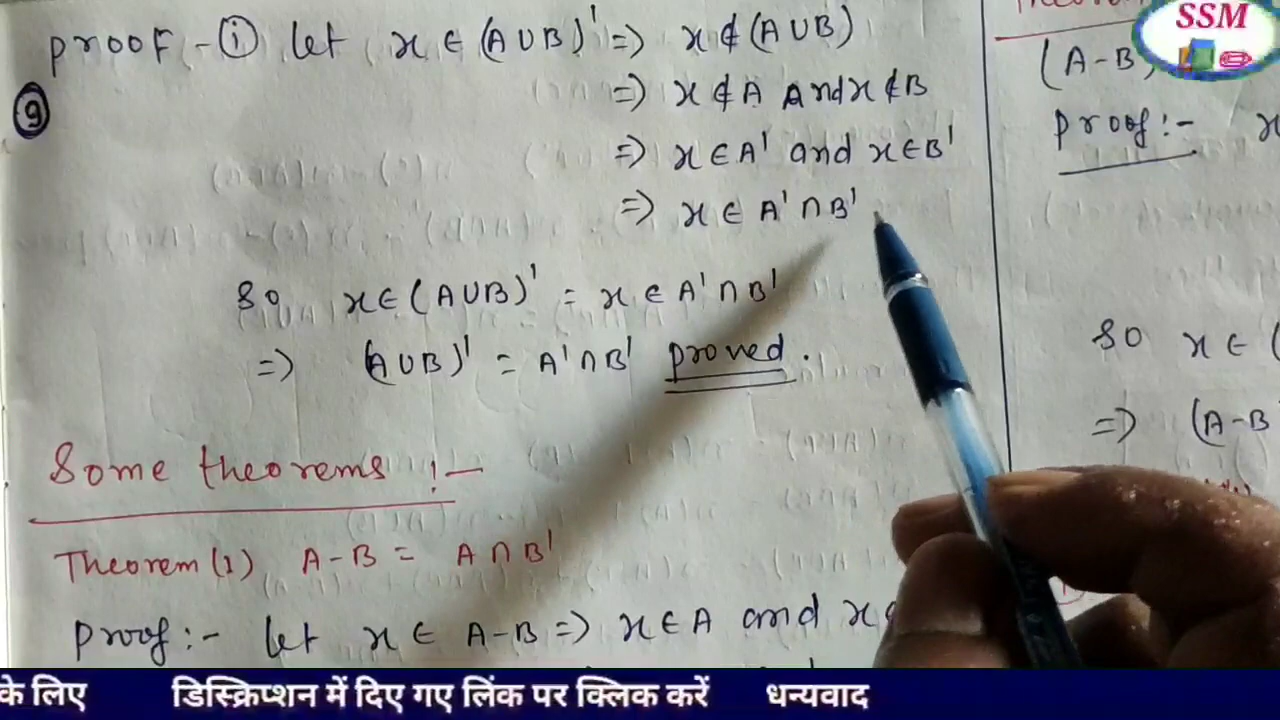 proof - (i) let x ∈ (A ∪ B)' => x ∉ (A ∪ B)
=> x ∉ A And x ∉ B
(9)
=> x ∈ A' and x ∈ B'
=> x ∈ A' ∩ B'
So x ∈ (A ∪ B)' = x ∈ A' ∩ B'
=> (A ∪ B)' = A' ∩ B' proved.
Some theorems :-
Theorem (1) A - B = A ∩ B'
proof :- let x ∈ A - B => x ∈ A and x
SSM
(A - B)
proof :- x
So x ∈ (
=> (A - B
के लिए डिस्क्रिप्शन में दिए गए लिंक पर क्लिक करें धन्यवाद